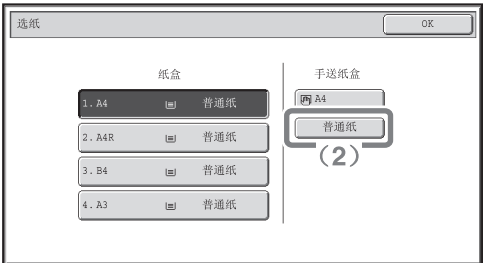 选纸
OK
纸盒
手送纸盒
1. A4 普通纸
A4
2. A4R 普通纸
普通纸
(2)
3. B4 普通纸
4. A3 普通纸